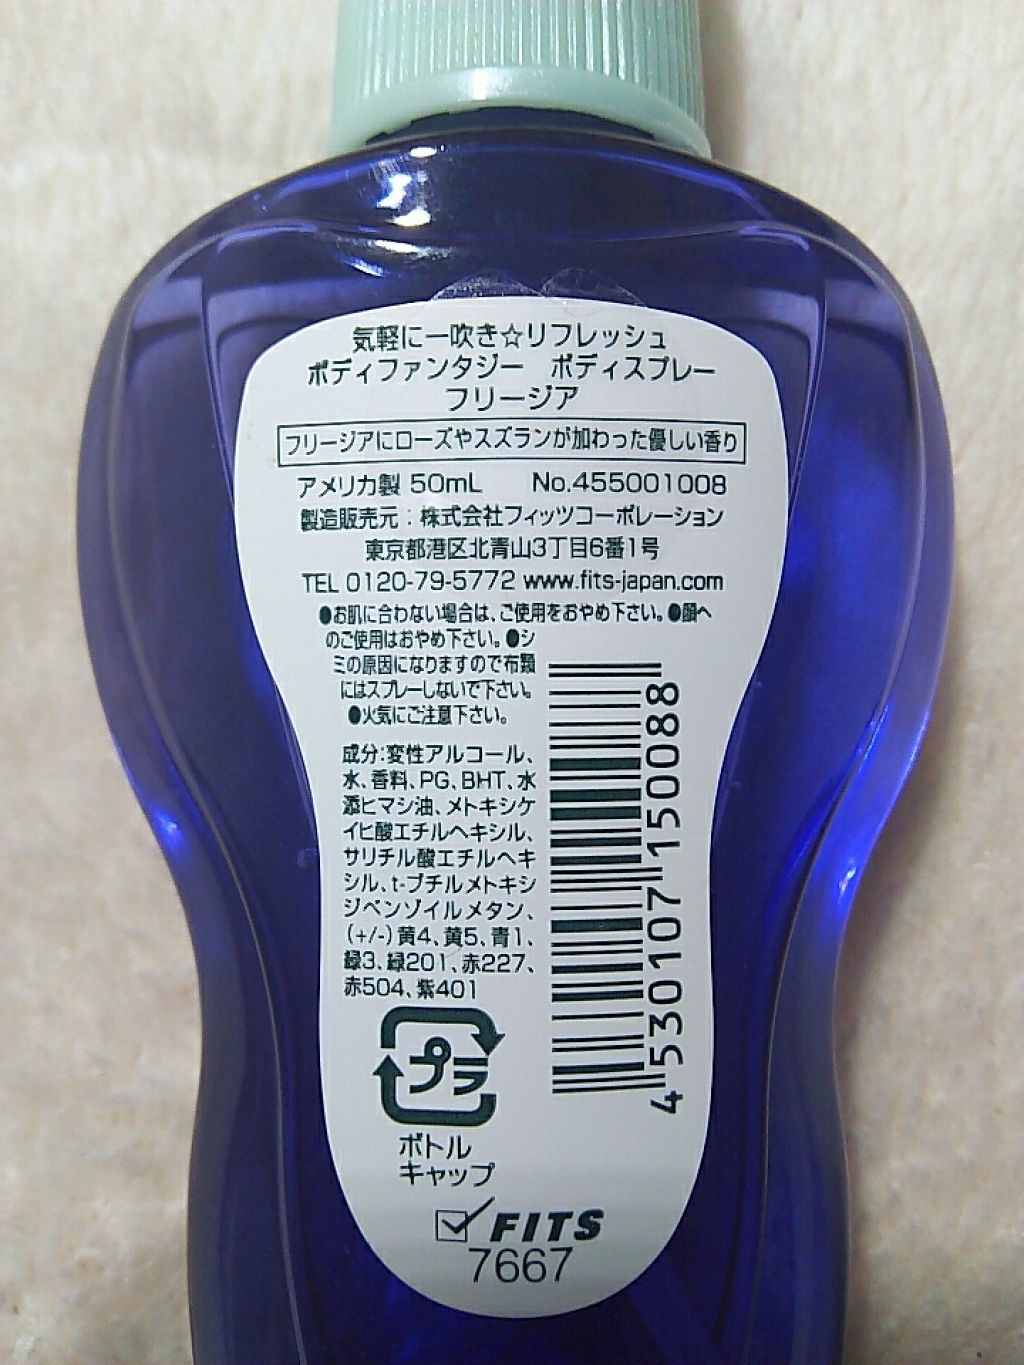 気軽に一吹き☆リフレッシュ
ボディファンタジー　ボディスプレー
フリージア
フリージアにローズやスズランが加わった優しい香り
アメリカ製 50mL　No.455001008
製造販売元：株式会社フィッツコーポレーション
東京都港区北青山3丁目6番1号
TEL 0120-79-5772 www.fits-japan.com
●お肌に合わない場合は、ご使用をおやめ下さい。●顔へ
のご使用はおやめ下さい。●シ
ミの原因になりますので布類
にはスプレーしないで下さい。
●火気にご注意下さい。
成分:変性アルコール、
水、香料、PG、BHT、水
添ヒマシ油、メトキシケ
イヒ酸エチルヘキシル、
サリチル酸エチルヘキ
シル、t-ブチルメトキシ
ジベンゾイルメタン、
(+/-)黄4、黄5、青1、
緑3、緑201、赤227、
赤504、紫401
4530107150088
プラ
ボトル
キャップ
FITS
7667